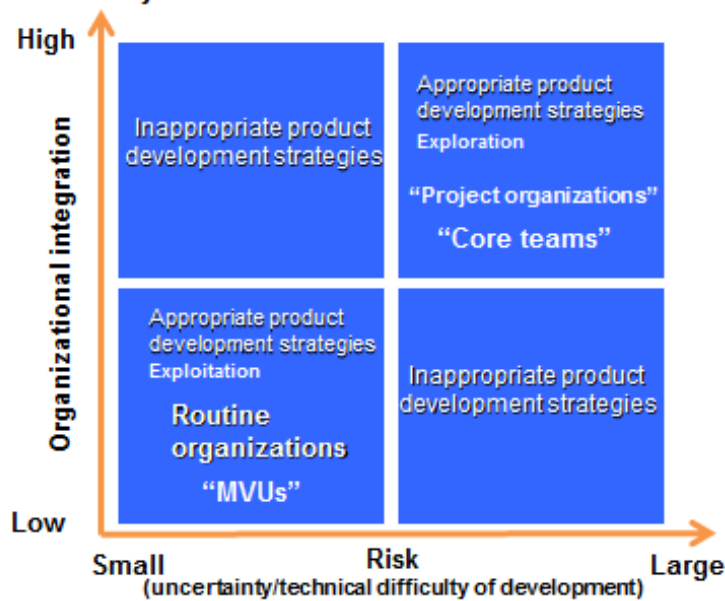 High
Inappropriate product
development strategies
Appropriate product
development strategies
Exploration
“Project organizations”
“Core teams”
Organizational integration
Appropriate product
development strategies
Exploitation
Routine
organizations
“MVUs”
Inappropriate product
development strategies
Low
Small
Risk
Large
(uncertainty/technical difficulty of development)